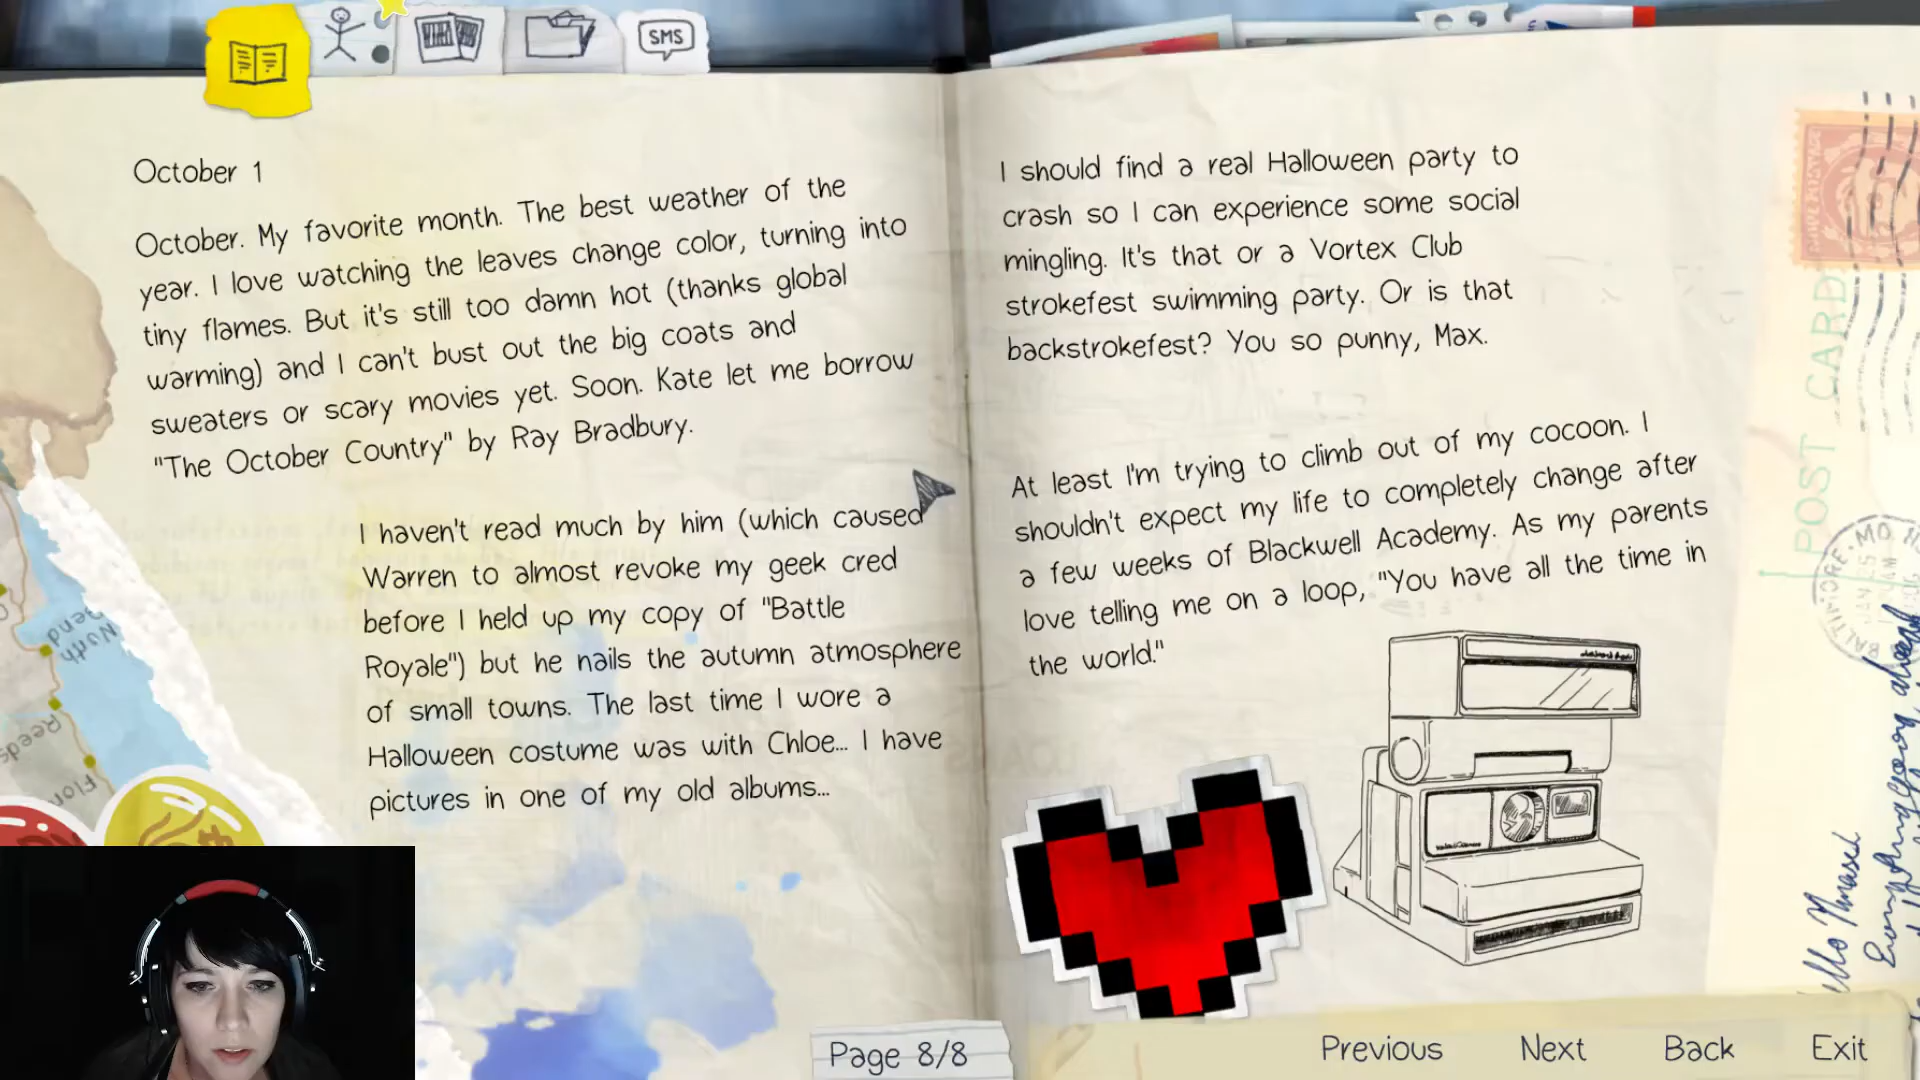 SMS
October 1
October. My favorite month. The best weather of the
year. I love watching the leaves change color, turning into
tiny flames. But it's still too damn hot (thanks global
warming) and I can't bust out the big coats and
sweaters or scary movies yet. Soon. Kate let me borrow
"The October Country" by Ray Bradbury.
I haven't read much by him (which caused
Warren to almost revoke my geek cred
before I held up my copy of "Battle
Royale") but he nails the autumn atmosphere
of small towns. The last time I wore a
Halloween costume was with Chloe... I have
pictures in one of my old albums...
I should find a real Halloween party to
crash so I can experience some social
mingling. It's that or a Vortex Club
strokefest swimming party. Or is that
backstrokefest? You so punny, Max.
At least I'm trying to climb out of my cocoon. I
shouldn't expect my life to completely change after
a few weeks of Blackwell Academy. As my parents
love telling me on a loop, "You have all the time in
the world."
POST CARD
North
Bend
Reeds
Page 8/8
Previous
Next
Back
Exit